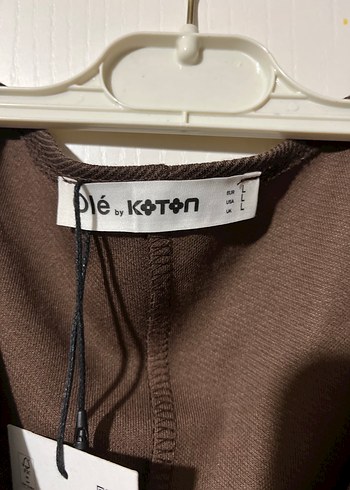 Olé by KOTON
EUR L
USA L
UK L